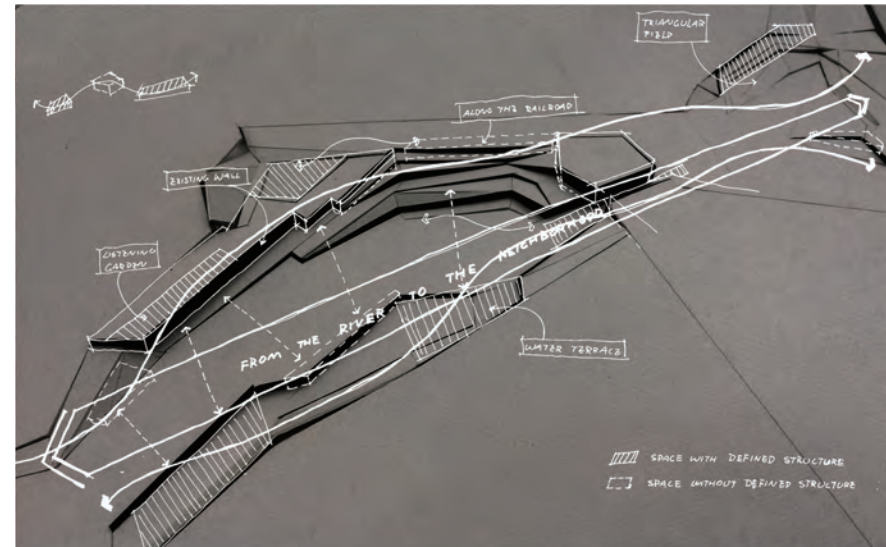 TRIANGULAR
FIELD
ALONG THE RAILROAD
EXISTING WALL
LISTENING
GARDEN
FROM THE RIVER TO THE NEIGHBORHOOD
WATER TERRACE
SPACE WITH DEFINED STRUCTURE
SPACE WITHOUT DEFINED STRUCTURE